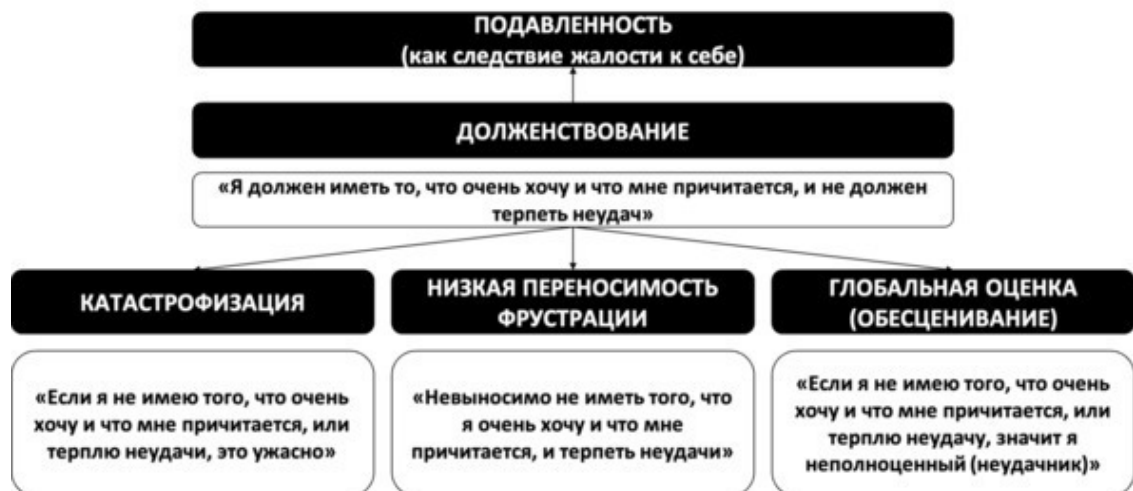 ПОДАВЛЕННОСТЬ
(как следствие жалости к себе)
ДОЛЖЕНСТВОВАНИЕ
«Я должен иметь то, что очень хочу и что мне причитается, и не должен
терпеть неудач»
КАТАСТРОФИЗАЦИЯ
«Если я не имею того, что очень
хочу и что мне причитается, или
терплю неудачи, это ужасно»
НИЗКАЯ ПЕРЕНОСИМОСТЬ
ФРУСТРАЦИИ
«Невыносимо не иметь того, что
я очень хочу и что мне
причитается, и терпеть неудачи»
ГЛОБАЛЬНАЯ ОЦЕНКА
(ОБЕСЦЕНИВАНИЕ)
«Если я не имею того, что очень
хочу и что мне причитается, или
терплю неудачу, значит я
неполноценный (неудачник)»